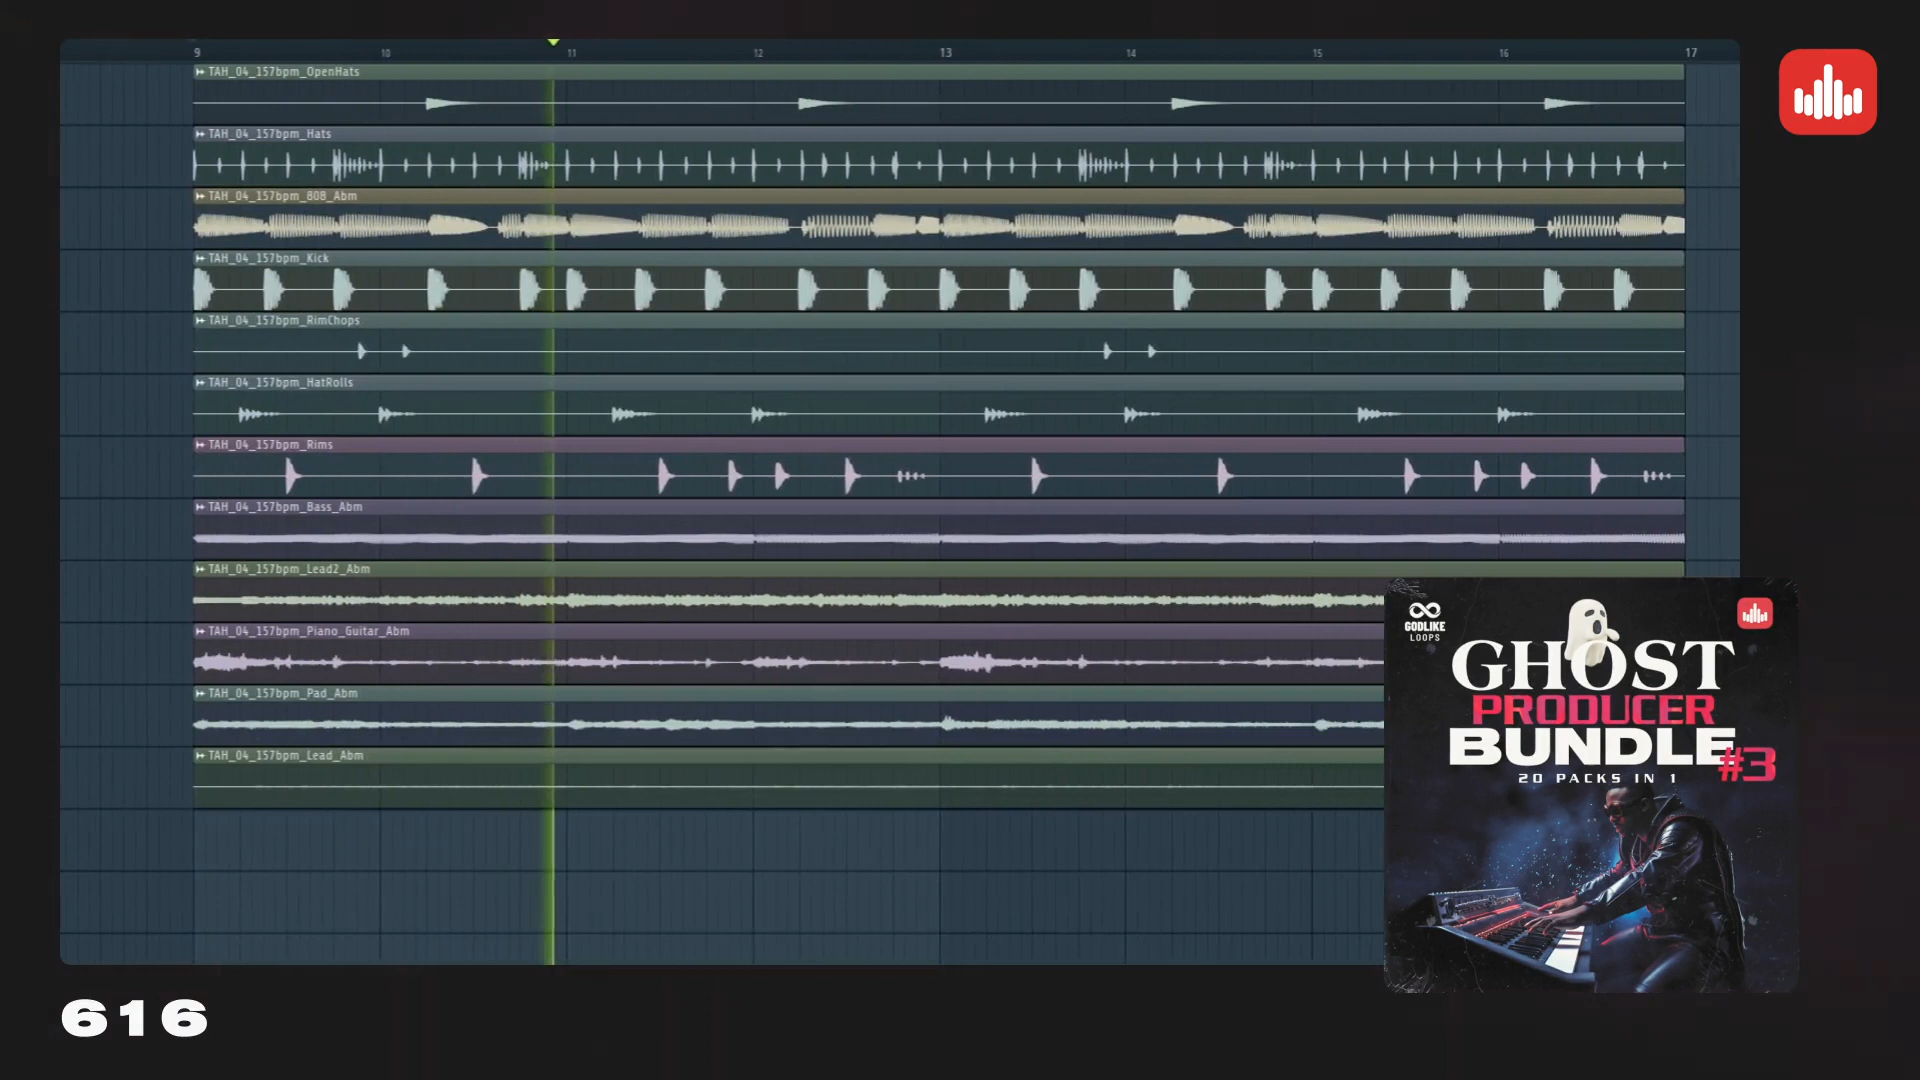 9 10 11 12 13 14 15 16 17
TAH_04_157bpm_OpenHats
TAH_04_157bpm_Hats
TAH_04_157bpm_808_Abm
TAH_04_157bpm_Kick
TAH_04_157bpm_RimChops
TAH_04_157bpm_HatRolls
TAH_04_157bpm_Rims
TAH_04_157bpm_Bass_Abm
TAH_04_157bpm_Lead2_Abm
TAH_04_157bpm_Piano_Guitar_Abm
TAH_04_157bpm_Pad_Abm
TAH_04_157bpm_Lead_Abm
GODLIKE
LOOPS
GHOST
PRODUCER
BUNDLE
#3
20 PACKS IN 1
616